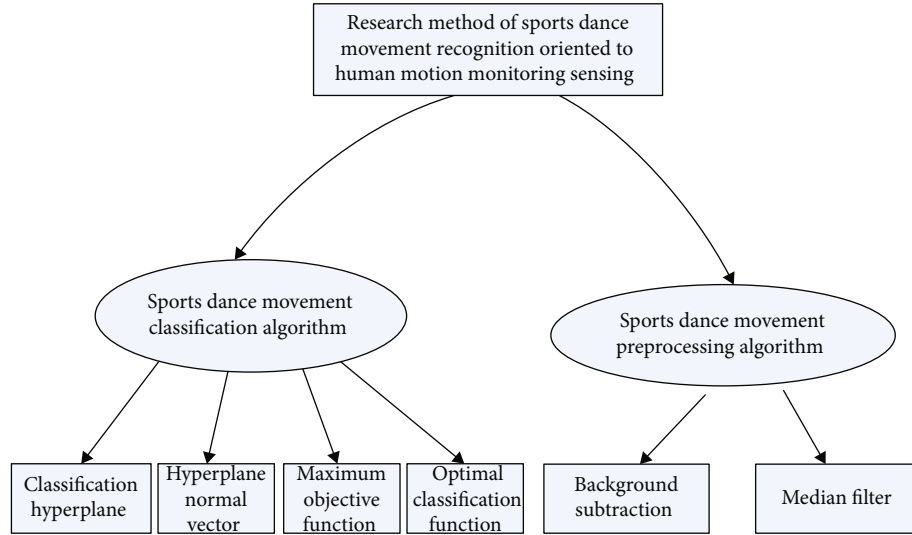 Research method of sports dance
movement recognition oriented to
human motion monitoring sensing
Sports dance movement
classification algorithm
Sports dance movement
preprocessing algorithm
Classification
hyperplane
Hyperplane
normal
vector
Maximum
objective
function
Optimal
classification
function
Background
subtraction
Median filter